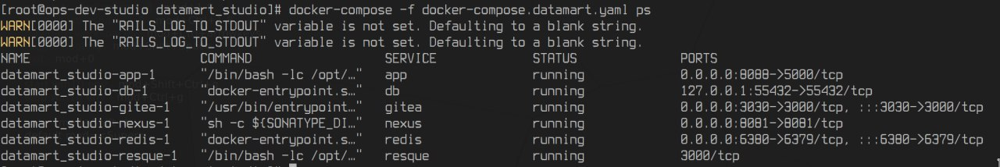 [root@ops-dev-studio datamart_studio]# docker-compose -f docker-compose.datamart.yaml ps
WARN[0000] The "RAILS_LOG_TO_STDOUT" variable is not set. Defaulting to a blank string.
WARN[0000] The "RAILS_LOG_TO_STDOUT" variable is not set. Defaulting to a blank string.
NAME COMMAND SERVICE STATUS PORTS
datamart_studio-app-1 "/bin/bash -lc /opt/…" app running 0.0.0.0:8088->5000/tcp
datamart_studio-db-1 "docker-entrypoint.s…" db running 127.0.0.1:55432->55432/tcp
datamart_studio-gitea-1 "/usr/bin/entrypoint…" gitea running 0.0.0.0:3030->3000/tcp, :::3030->3000/tcp
datamart_studio-nexus-1 "sh -c ${SONATYPE_DI…" nexus running 0.0.0.0:8081->8081/tcp
datamart_studio-redis-1 "docker-entrypoint.s…" redis running 0.0.0.0:6380->6379/tcp, :::6380->6379/tcp
datamart_studio-resque-1 "/bin/bash -lc /opt/…" resque running 3000/tcp